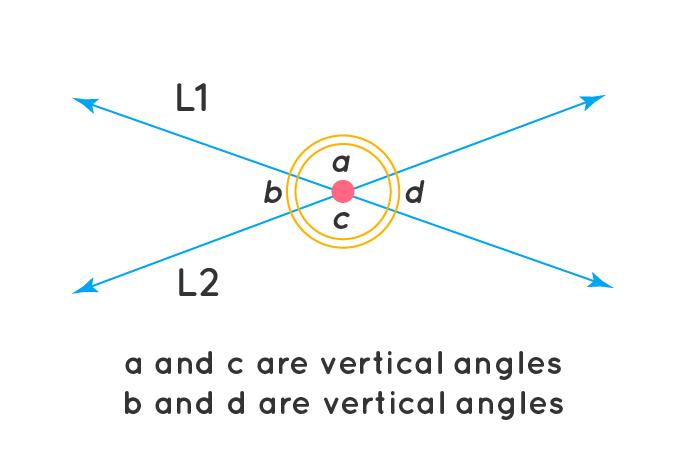 L1
a
b
d
c
L2
a and c are vertical angles
b and d are vertical angles